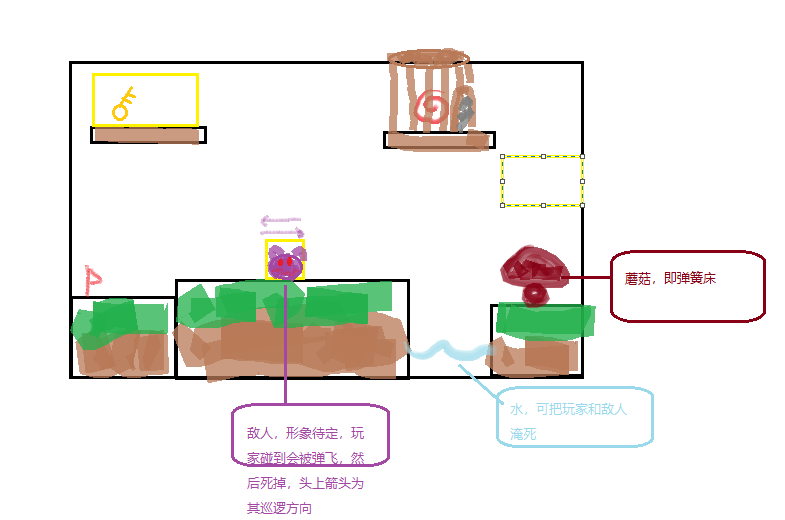 蘑菇，即弹簧床
水，可把玩家和敌人
淹死
敌人，形象待定，玩
家碰到会被弹飞，然
后死掉，头上箭头为
其巡逻方向